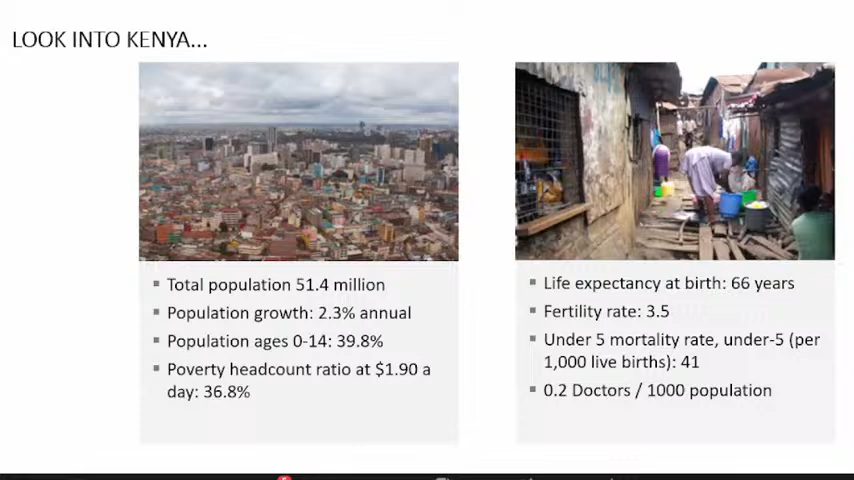 LOOK INTO KENYA...
Total population 51.4 million
Population growth: 2.3% annual
Population ages 0-14: 39.8%
Poverty headcount ratio at $1.90 a
day: 36.8%
Life expectancy at birth: 66 years
Fertility rate: 3.5
Under 5 mortality rate, under-5 (per
1,000 live births): 41
0.2 Doctors / 1000 population